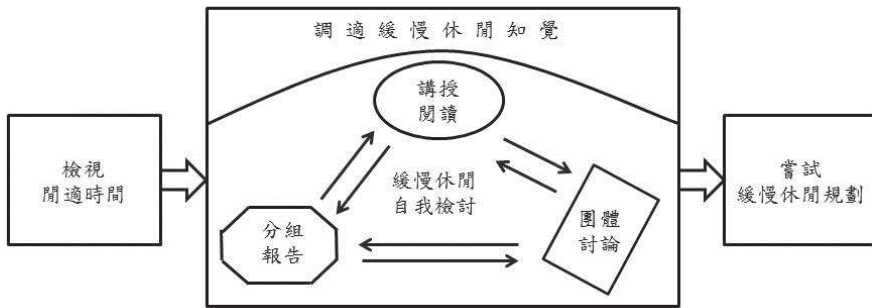 調適緩慢休閒知覺
講授
閱讀
檢視
閒適時間
緩慢休閒
自我檢討
嘗試
緩慢休閒規劃
分組
報告
團體
討論